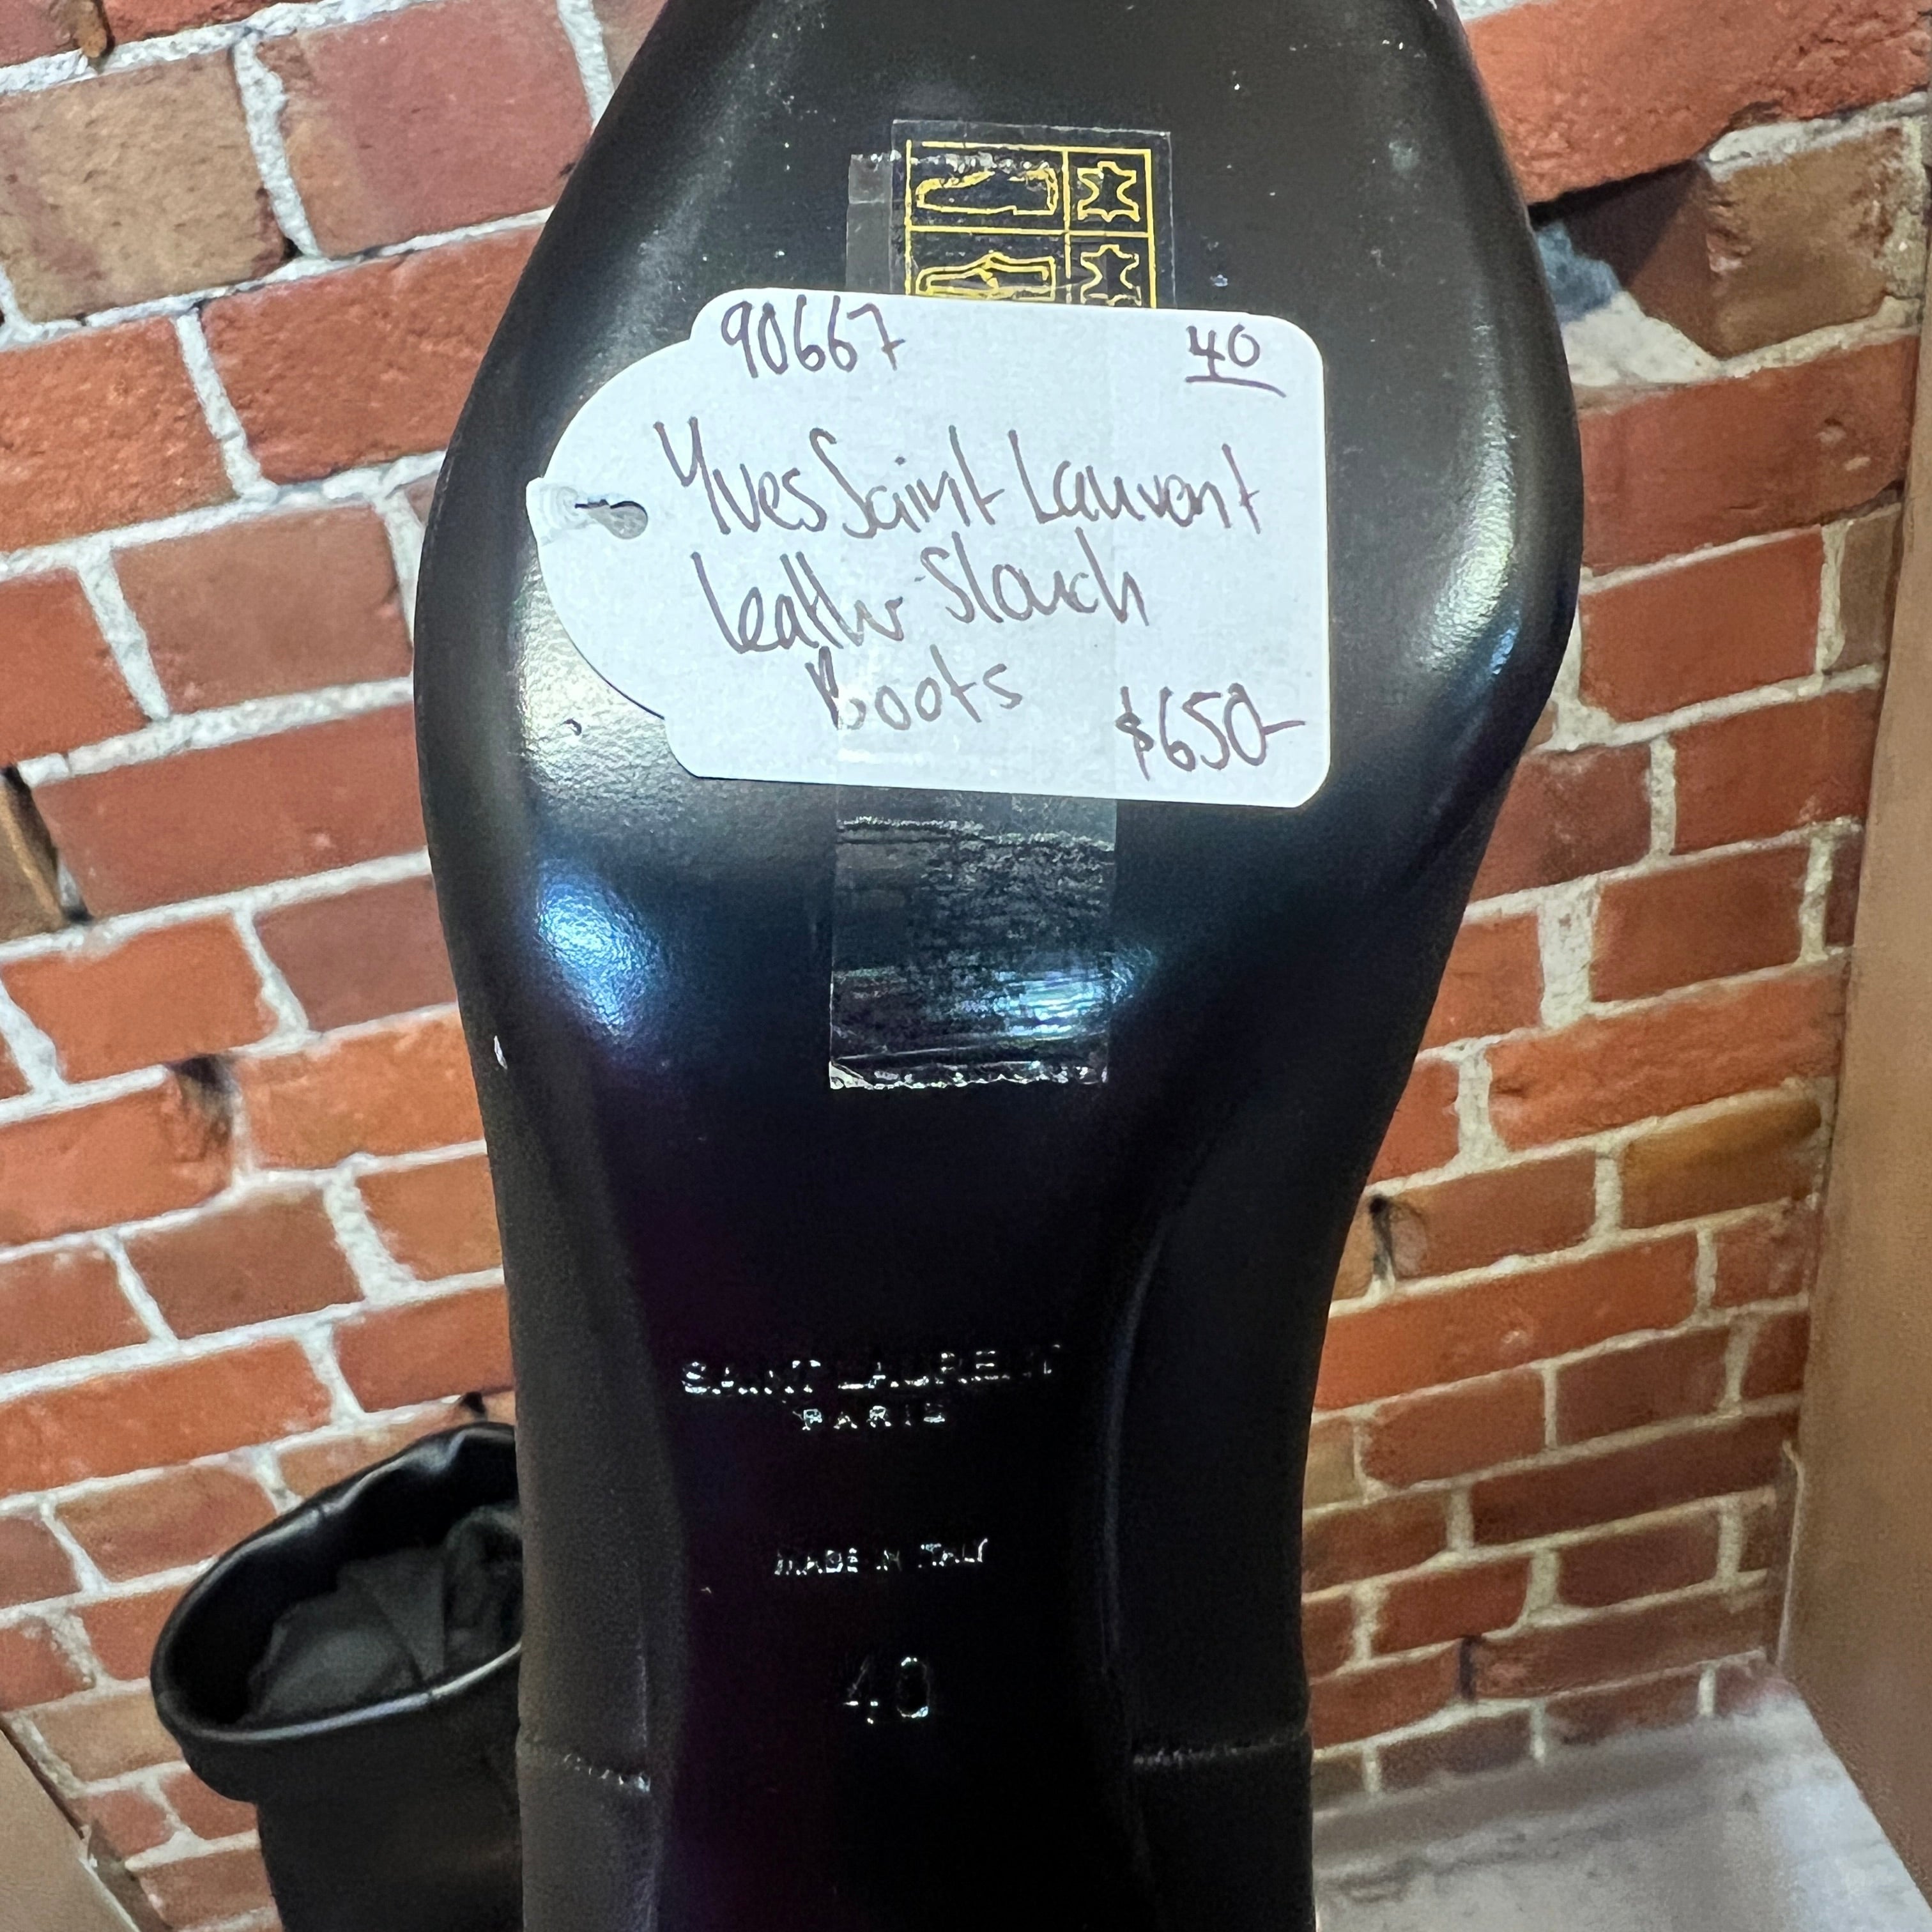 90667 40
Yves Saint Laurent
leather Slouch
Boots
$650-
SAINT LAURENT
PARIS
MADE IN ITALY
40